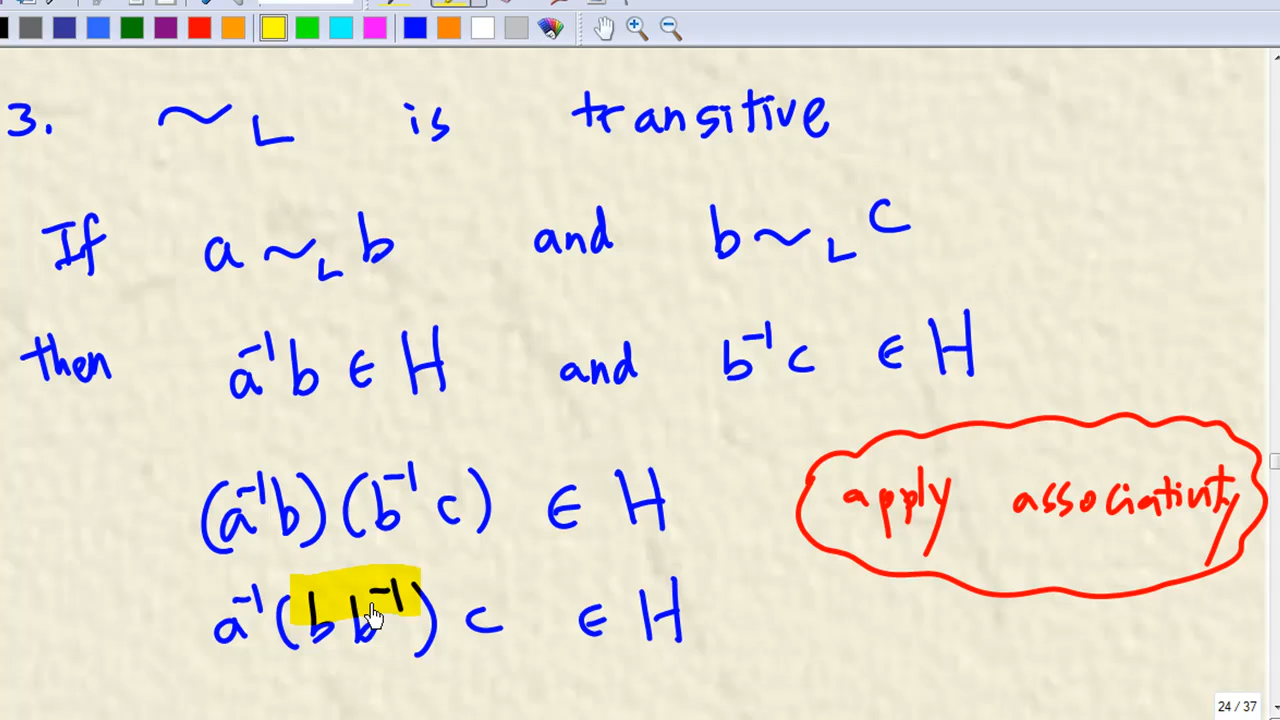 3. ~L is transitive
If a ~L b and b ~L c
then a⁻¹b ∈ H and b⁻¹c ∈ H
(a⁻¹b)(b⁻¹c) ∈ H
apply associativity
a⁻¹(bb⁻¹)c ∈ H
24 / 37